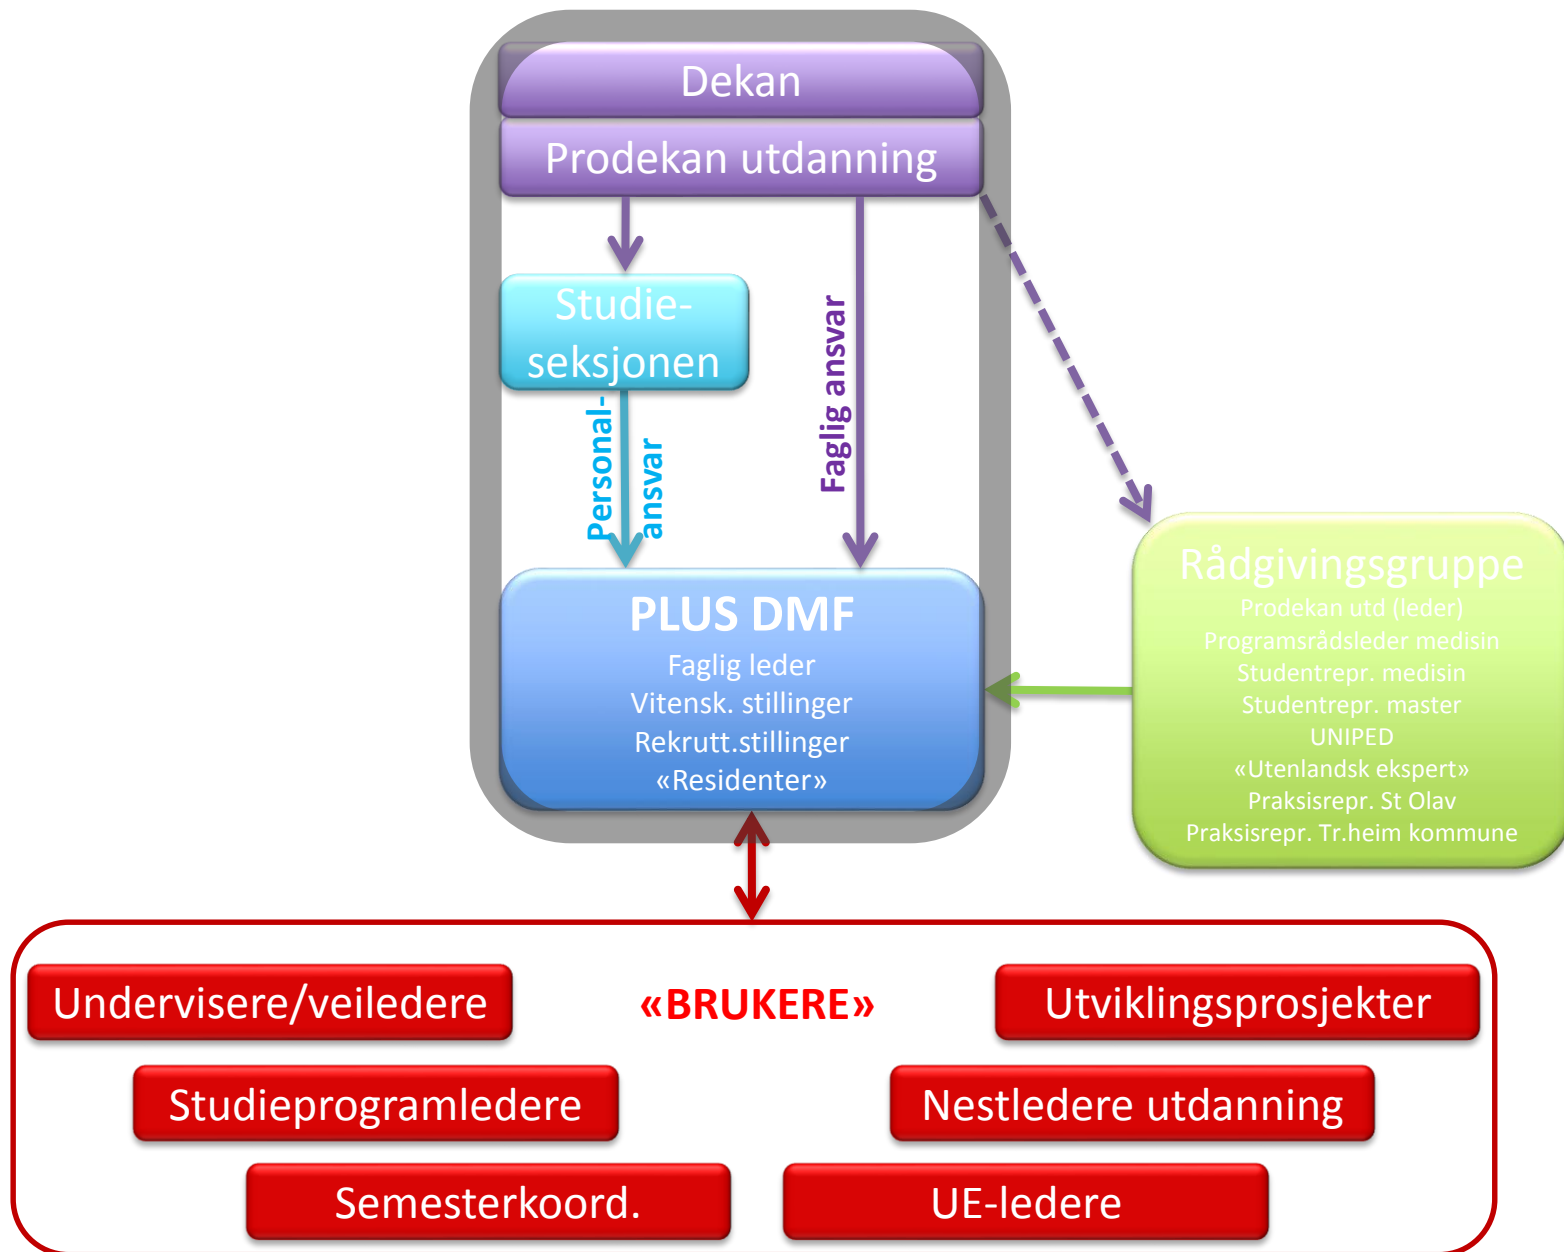 Dekan
Prodekan utdanning
Studie-
seksjonen
Personal-
ansvar
Faglig ansvar
PLUS DMF
Faglig leder
Vitensk. stillinger
Rekrutt.stillinger
«Residenter»
Rådgivingsgruppe
Prodekan utd (leder)
Programsrådsleder medisin
Studentrepr. medisin
Studentrepr. master
UNIPED
«Utenlandsk ekspert»
Praksisrepr. St Olav
Praksisrepr. Tr.heim kommune
Undervisere/veiledere
«BRUKERE»
Utviklingsprosjekter
Studieprogramledere
Nestledere utdanning
Semesterkoord.
UE-ledere